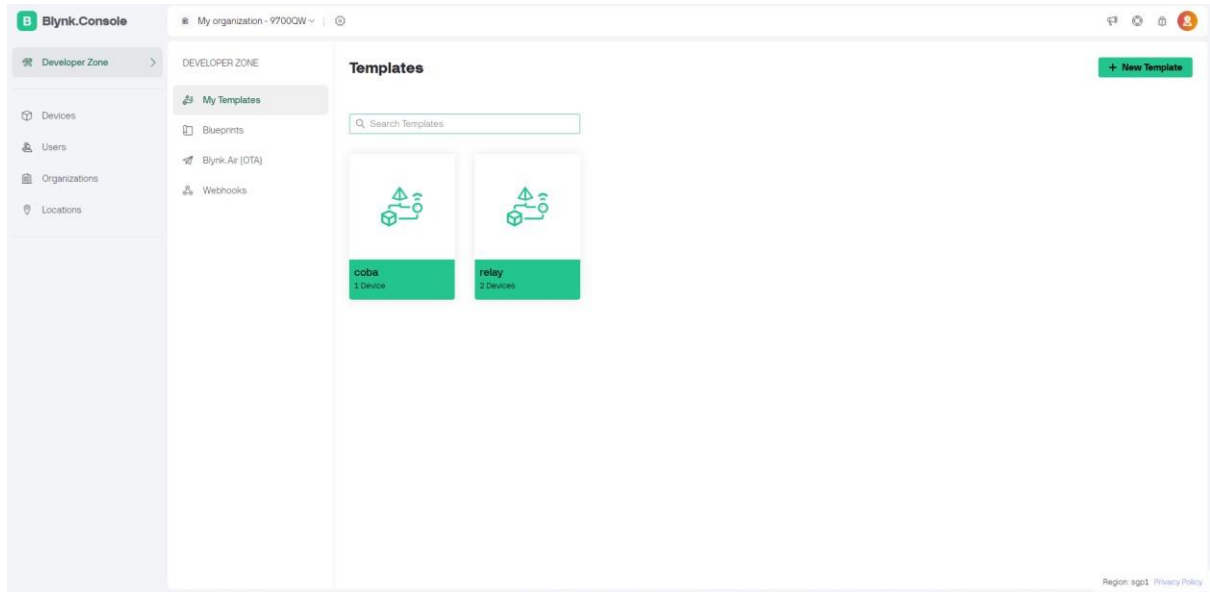 B Blynk.Console
My organization - 9700QW
Developer Zone
Devices
Users
Organizations
Locations
DEVELOPER ZONE
My Templates
Blueprints
Blynk.Air (OTA)
Webhooks
Templates
+ New Template
Search Templates
coba
1 Device
relay
2 Devices
Region: sgp1 Privacy Policy